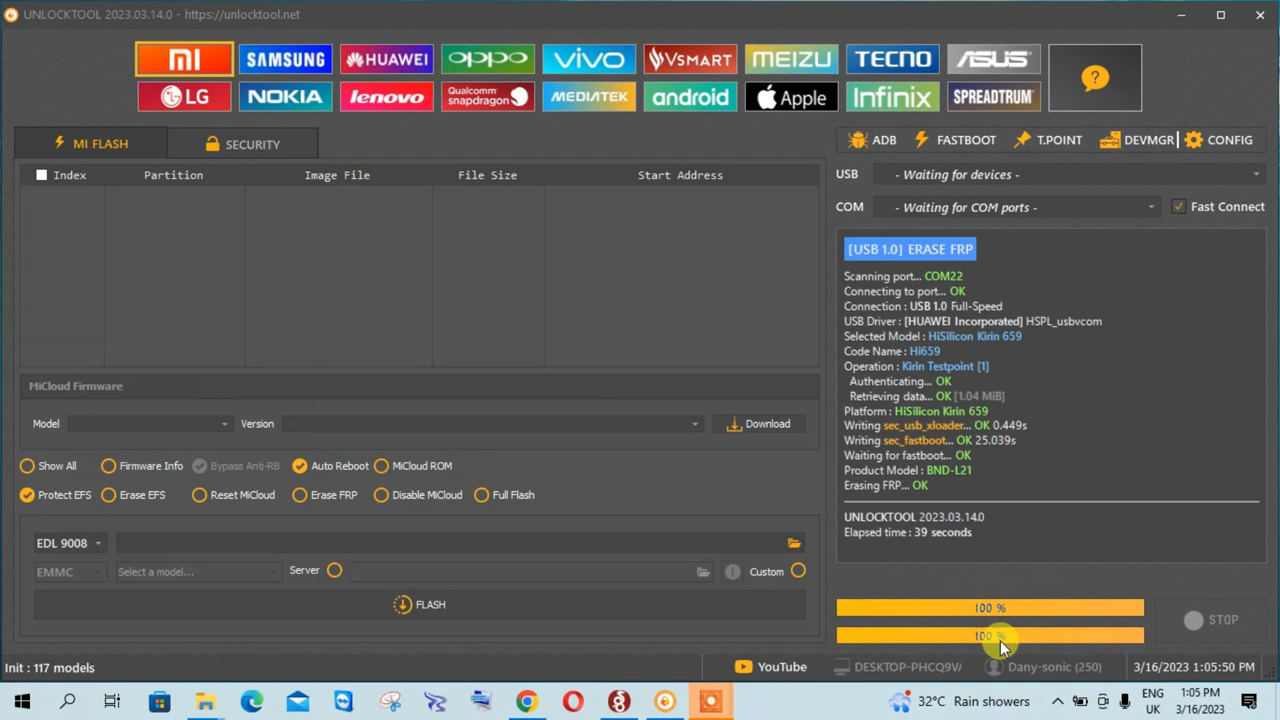 UNLOCKTOOL 2023.03.14.0 - https://unlocktool.net
MI SAMSUNG HUAWEI oppo vivo VSMART MEIZU TECNO ASUS ?
LG NOKIA lenovo Qualcomm snapdragon MEDIATEK android Apple Infinix SPREADTRUM
MI FLASH SECURITY
ADB FASTBOOT T.POINT DEVMGR CONFIG
Index Partition Image File File Size Start Address
USB - Waiting for devices -
COM - Waiting for COM ports - Fast Connect
[USB 1.0] ERASE FRP
Scanning port... COM22
Connecting to port... OK
Connection : USB 1.0 Full-Speed
USB Driver : [HUAWEI Incorporated] HSPL_usbvcom
Selected Model : HiSilicon Kirin 659
Code Name : Hi659
Operation : Kirin Testpoint [1]
Authenticating... OK
Retrieving data... OK [1.04 MiB]
Platform : HiSilicon Kirin 659
Writing sec_usb_xloader... OK 0.449s
Writing sec_fastboot... OK 25.039s
Waiting for fastboot... OK
Product Model : BND-L21
Erasing FRP... OK
UNLOCKTOOL 2023.03.14.0
Elapsed time : 39 seconds
MiCloud Firmware
Model Version Download
Show All Firmware Info Bypass Anti-RB Auto Reboot MiCloud ROM
Protect EFS Erase EFS Reset MiCloud Erase FRP Disable MiCloud Full Flash
EDL 9008
EMMC Select a model... Server Custom
FLASH
100 %
100 %
STOP
Init : 117 models
YouTube DESKTOP-PHCQ9V Dany-sonic (250) 3/16/2023 1:05:50 PM
32°C Rain showers
ENG
UK
1:05 PM
3/16/2023